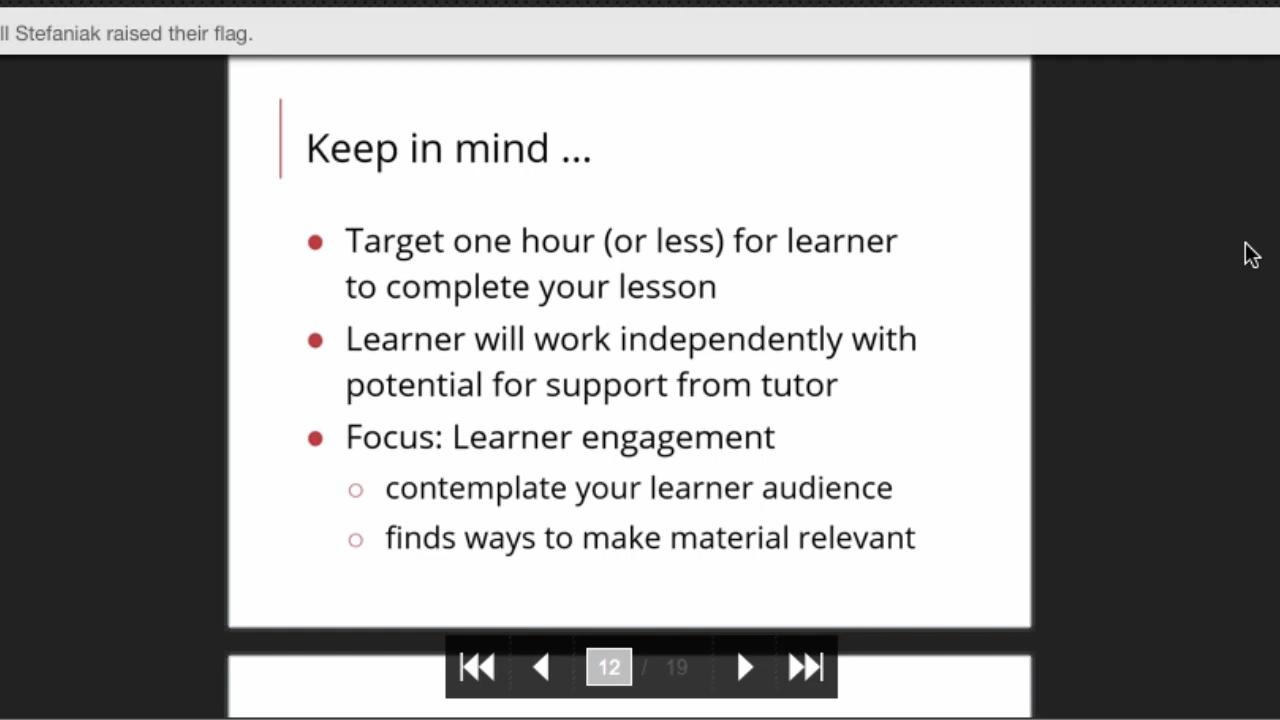 ll Stefaniak raised their flag.
Keep in mind ...
● Target one hour (or less) for learner
to complete your lesson
● Learner will work independently with
potential for support from tutor
● Focus: Learner engagement
○ contemplate your learner audience
○ finds ways to make material relevant
12 / 19